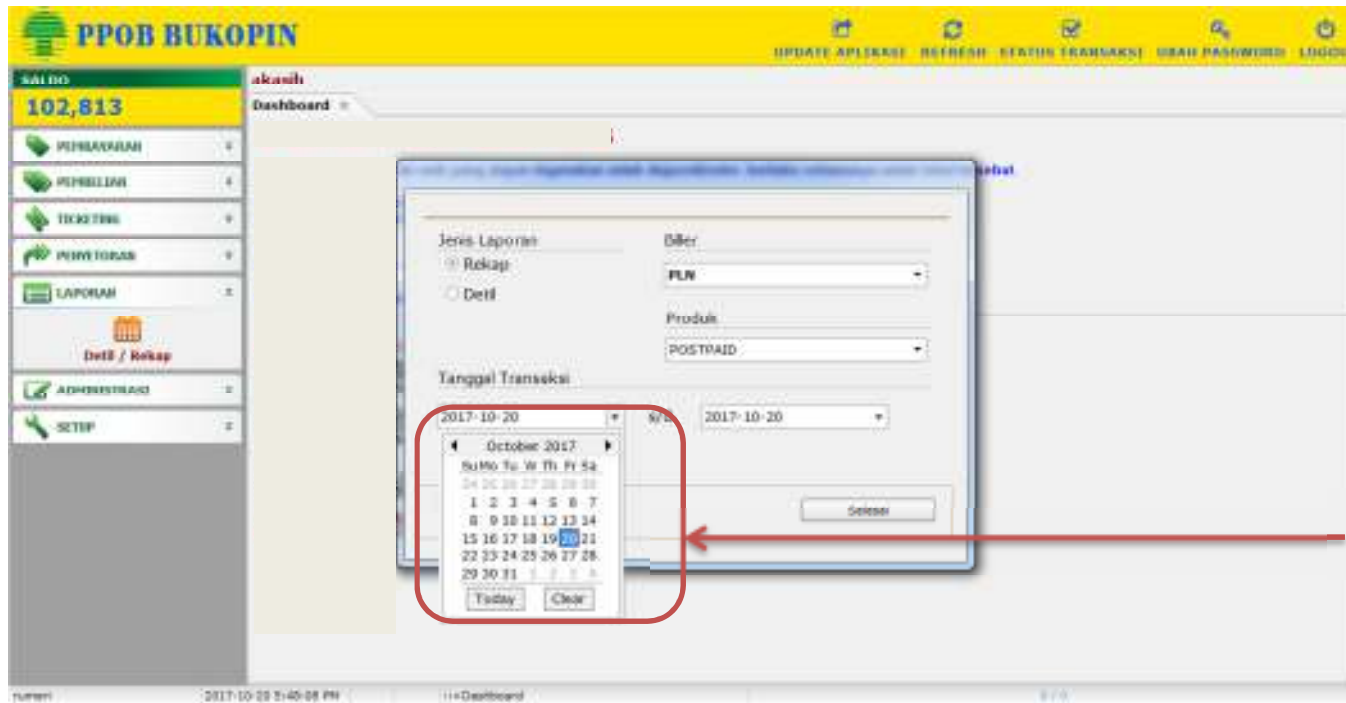 PPOB BUKOPIN
UPDATE APLIKASI REFRESH STATUS TRANSAKSI UBAH PASSWORD
SALDO
102,813
akasih
Dashboard
PEMBAYARAN
PEMBELIAN
TICKETING
PENYETORAN
LAPORAN
Detil / Rekap
ADMINISTRASI
SETUP
sebat
Jenis Laporan
Rekap
Detil
Biller
PLN
Produk
POSTPAID
Tanggal Transaksi
2017-10-20
2017-10-20
October 2017
Su Mo Tu W Th Fr Sa
24 25 26 27 28 29 30
1 2 3 4 5 6 7
8 9 10 11 12 13 14
15 16 17 18 19 20 21
22 23 24 25 26 27 28
29 30 31 1 2 3 4
Today Clear
Selesai
2017-10-20 5:48:08 PM
Dashboard